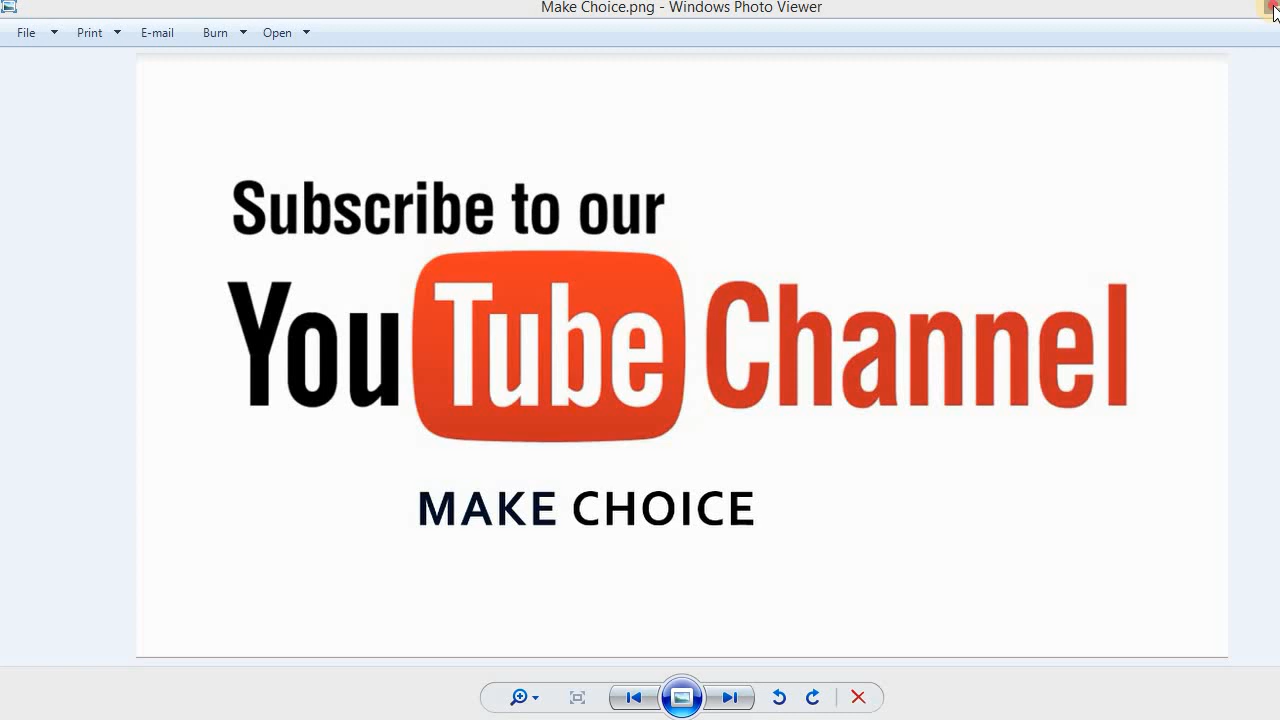 Make Choice.png - Windows Photo Viewer
File Print E-mail Burn Open
Subscribe to our
YouTube Channel
MAKE CHOICE